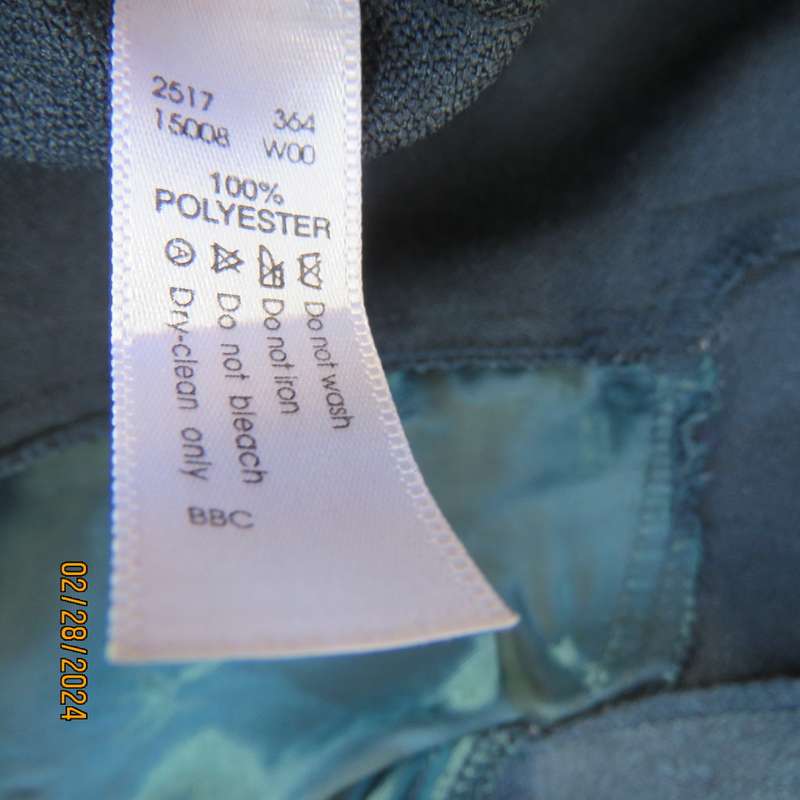 2517 364
15008 W00
100%
POLYESTER
A
Do not wash
Do not iron
Do not bleach
Dry-clean only
BBC
02/28/2024